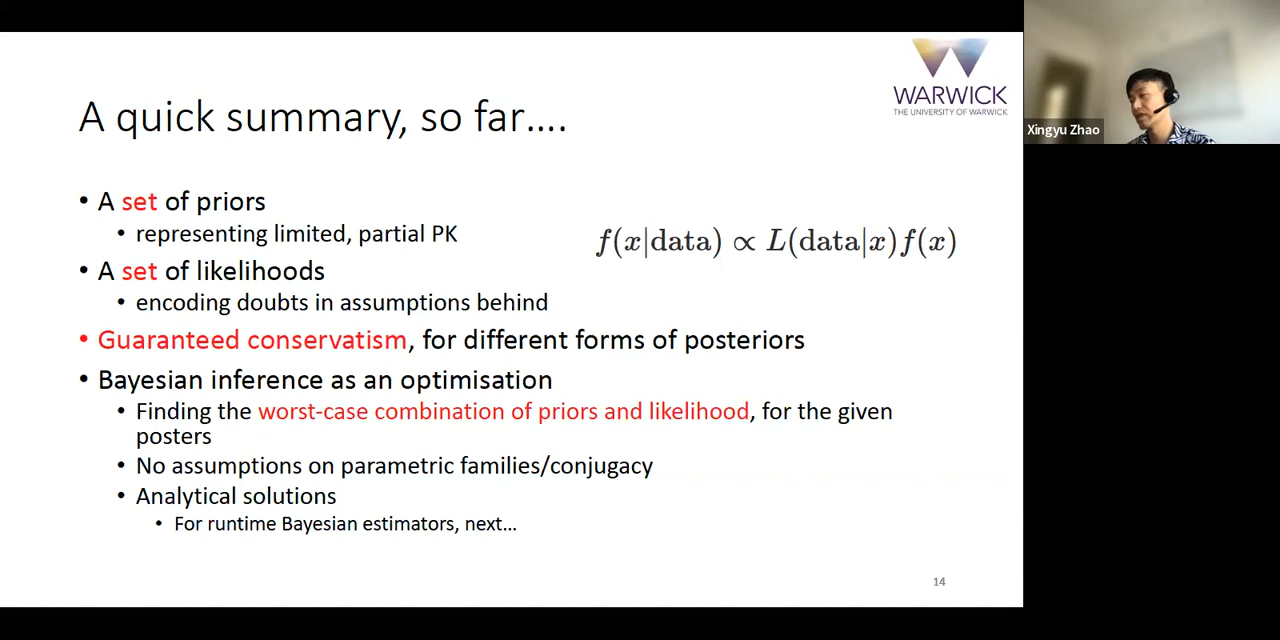 WARWICK
THE UNIVERSITY OF WARWICK
Xingyu Zhao
A quick summary, so far….
• A set of priors
• representing limited, partial PK
f(x|data) ∝ L(data|x)f(x)
• A set of likelihoods
• encoding doubts in assumptions behind
• Guaranteed conservatism, for different forms of posteriors
• Bayesian inference as an optimisation
• Finding the worst-case combination of priors and likelihood, for the given
posters
• No assumptions on parametric families/conjugacy
• Analytical solutions
• For runtime Bayesian estimators, next…
14